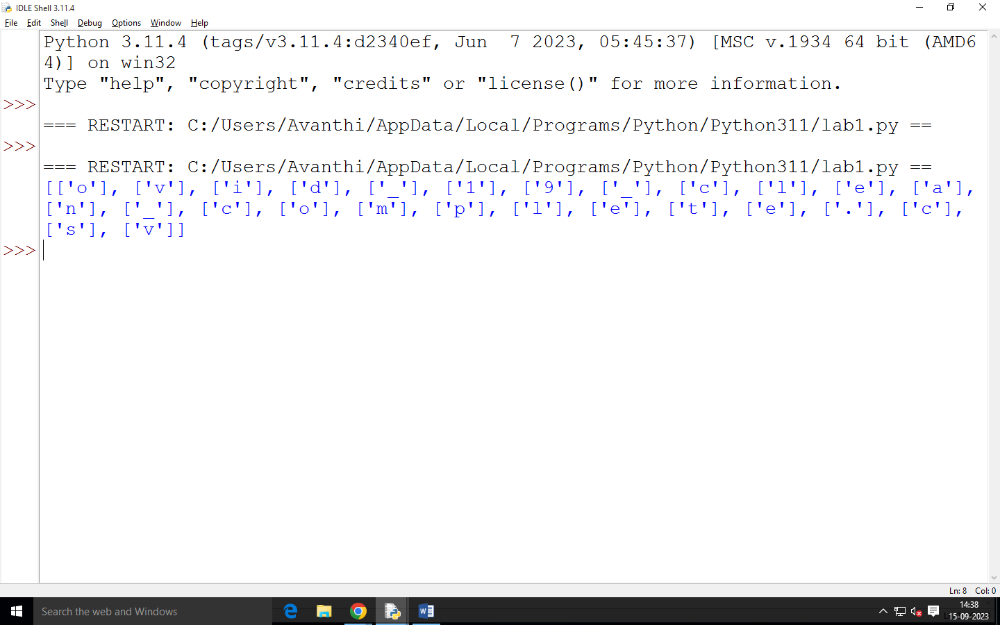 IDLE Shell 3.11.4
File Edit Shell Debug Options Window Help
Python 3.11.4 (tags/v3.11.4:d2340ef, Jun  7 2023, 05:45:37) [MSC v.1934 64 bit (AMD6
4)] on win32
Type "help", "copyright", "credits" or "license()" for more information.
>>>
=== RESTART: C:/Users/Avanthi/AppData/Local/Programs/Python/Python311/lab1.py ==
>>>
=== RESTART: C:/Users/Avanthi/AppData/Local/Programs/Python/Python311/lab1.py ==
[['o'], ['v'], ['i'], ['d'], ['_'], ['1'], ['9'], ['_'], ['c'], ['l'], ['e'], ['a'],
['n'], ['_'], ['c'], ['o'], ['m'], ['p'], ['l'], ['e'], ['t'], ['e'], ['.'], ['c'],
['s'], ['v']]
>>>
Ln: 8 Col: 0
Search the web and Windows
14:38
15-09-2023